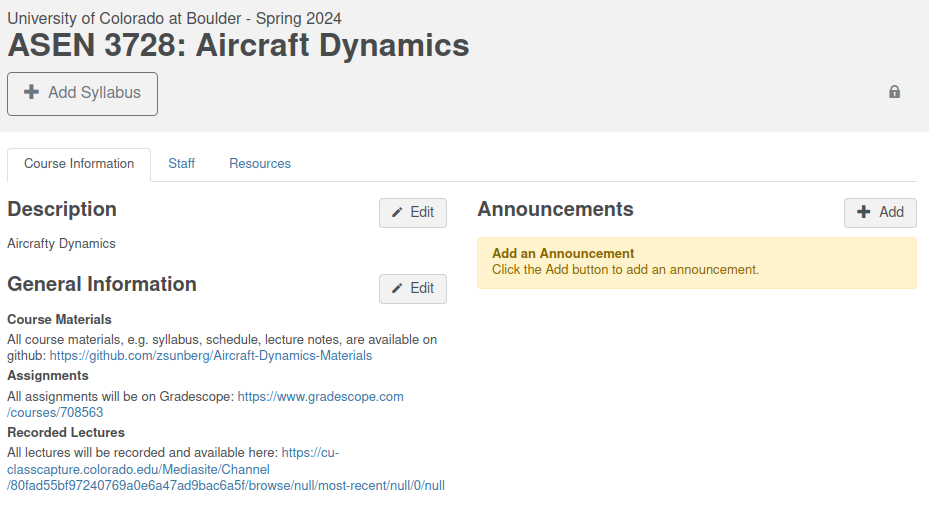 University of Colorado at Boulder - Spring 2024
ASEN 3728: Aircraft Dynamics
Add Syllabus
Course Information
Staff
Resources
Description
Edit
Aircrafty Dynamics
General Information
Edit
Course Materials
All course materials, e.g. syllabus, schedule, lecture notes, are available on
github: https://github.com/zsunberg/Aircraft-Dynamics-Materials
Assignments
All assignments will be on Gradescope: https://www.gradescope.com
/courses/708563
Recorded Lectures
All lectures will be recorded and available here: https://cu-
classcapture.colorado.edu/Mediasite/Channel
/80fad55bf97240769a0e6a47ad9bac6a5f/browse/null/most-recent/null/0/null
Announcements
Add
Add an Announcement
Click the Add button to add an announcement.